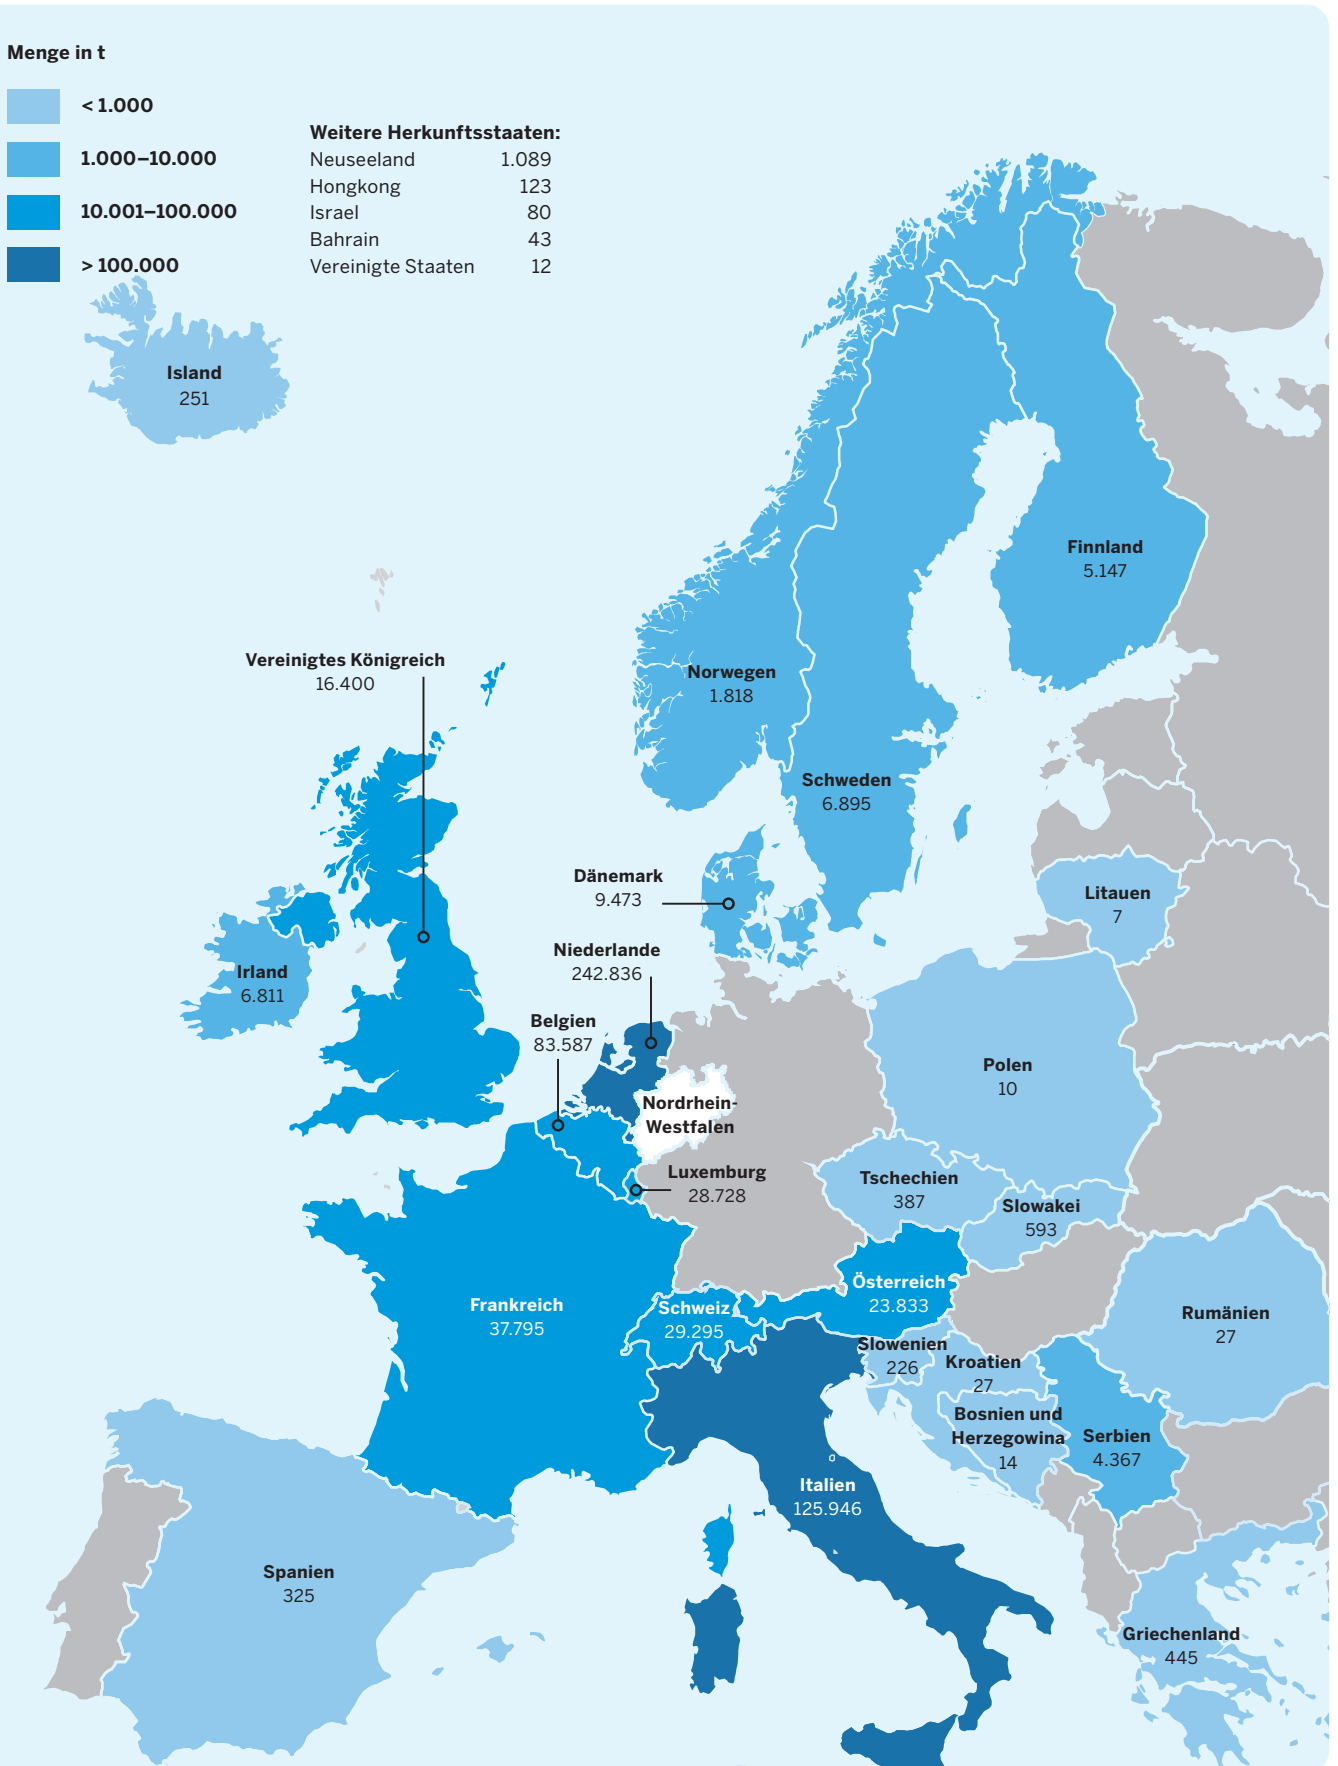 Menge in t
< 1.000
1.000–10.000
10.001–100.000
> 100.000
Weitere Herkunftsstaaten:
Neuseeland 1.089
Hongkong 123
Israel 80
Bahrain 43
Vereinigte Staaten 12
Island
251
Finnland
5.147
Vereinigtes Königreich
16.400
Norwegen
1.818
Schweden
6.895
Dänemark
9.473
Litauen
7
Niederlande
242.836
Irland
6.811
Belgien
83.587
Polen
10
Nordrhein-
Westfalen
Luxemburg
28.728
Tschechien
387
Slowakei
593
Österreich
23.833
Frankreich
37.795
Schweiz
29.295
Rumänien
27
Slowenien
226
Kroatien
27
Bosnien und
Herzegowina
14
Serbien
4.367
Italien
125.946
Spanien
325
Griechenland
445